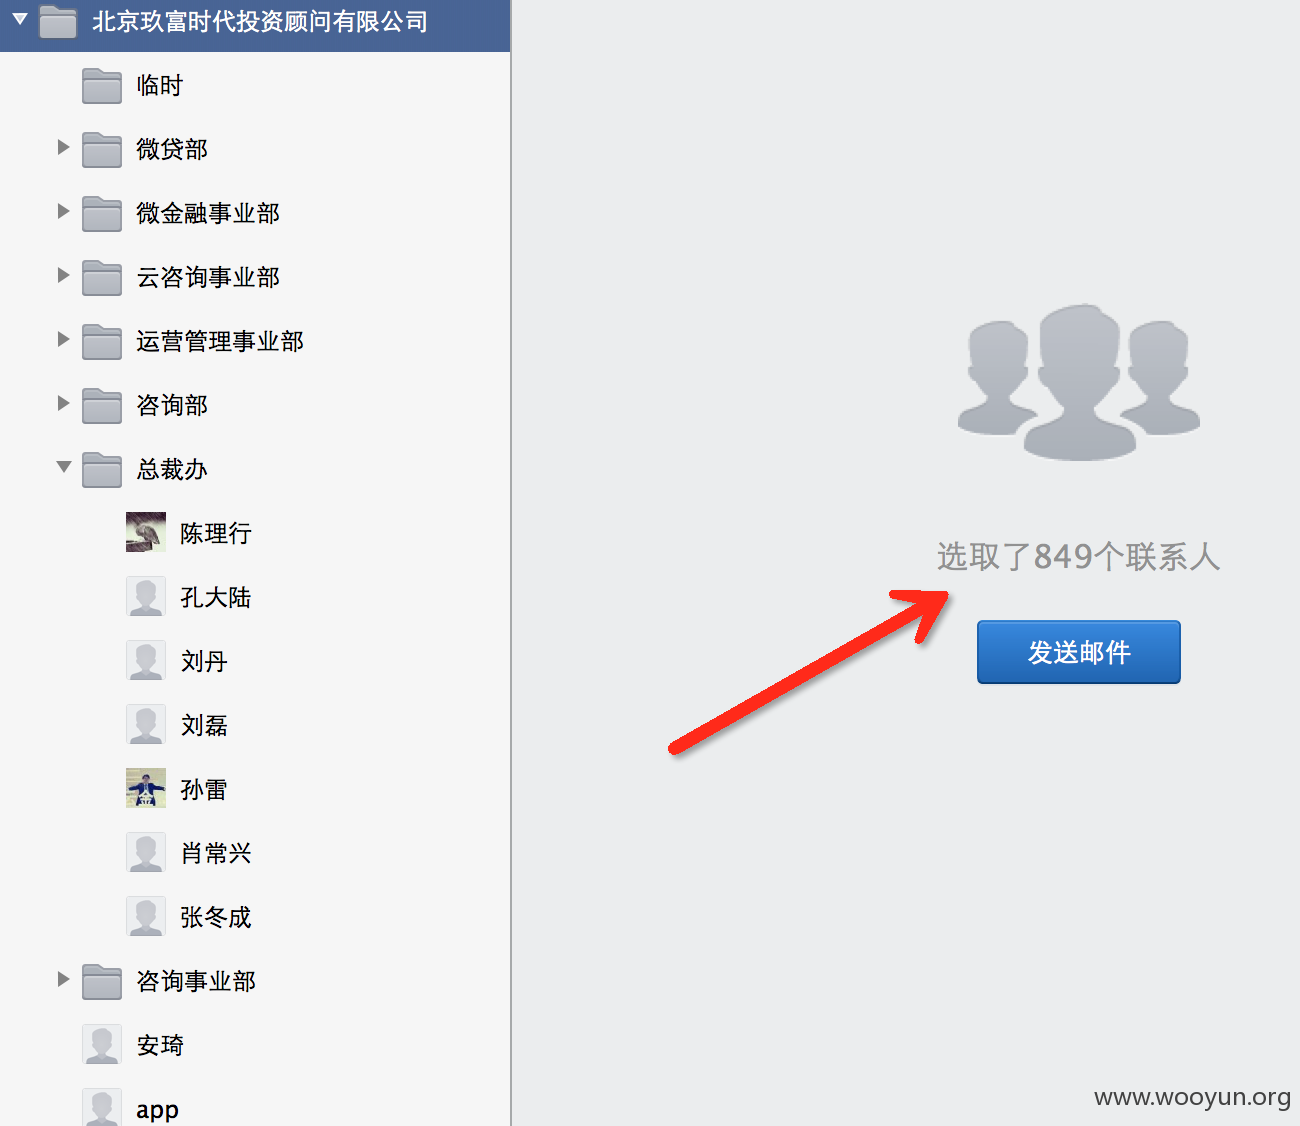 北京玖富时代投资顾问有限公司
临时
微贷部
微金融事业部
云咨询事业部
运营管理事业部
咨询部
总裁办
陈理行
孔大陆
刘丹
刘磊
孙雷
肖常兴
张冬成
咨询事业部
安琦
app
选取了849个联系人
发送邮件
www.wooyun.org